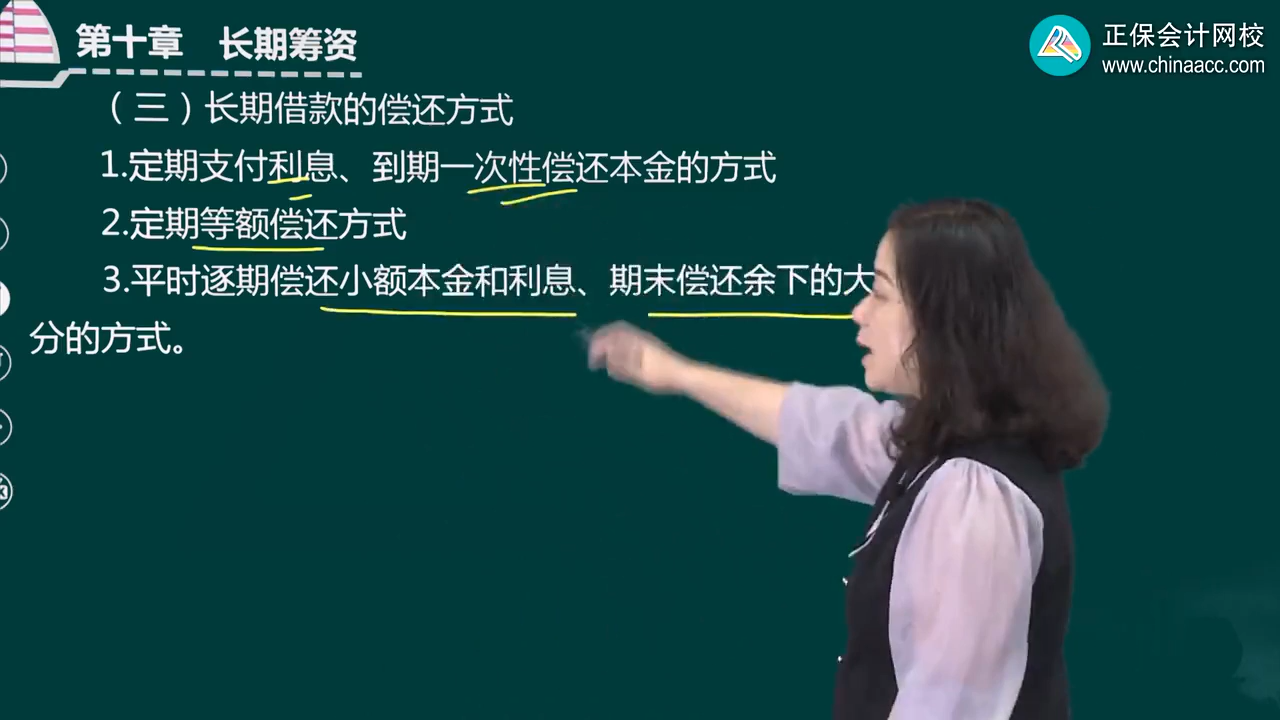 第十章 长期筹资
正保会计网校
www.chinaacc.com
（三）长期借款的偿还方式
1.定期支付利息、到期一次性偿还本金的方式
2.定期等额偿还方式
3.平时逐期偿还小额本金和利息、期末偿还余下的大
分的方式。